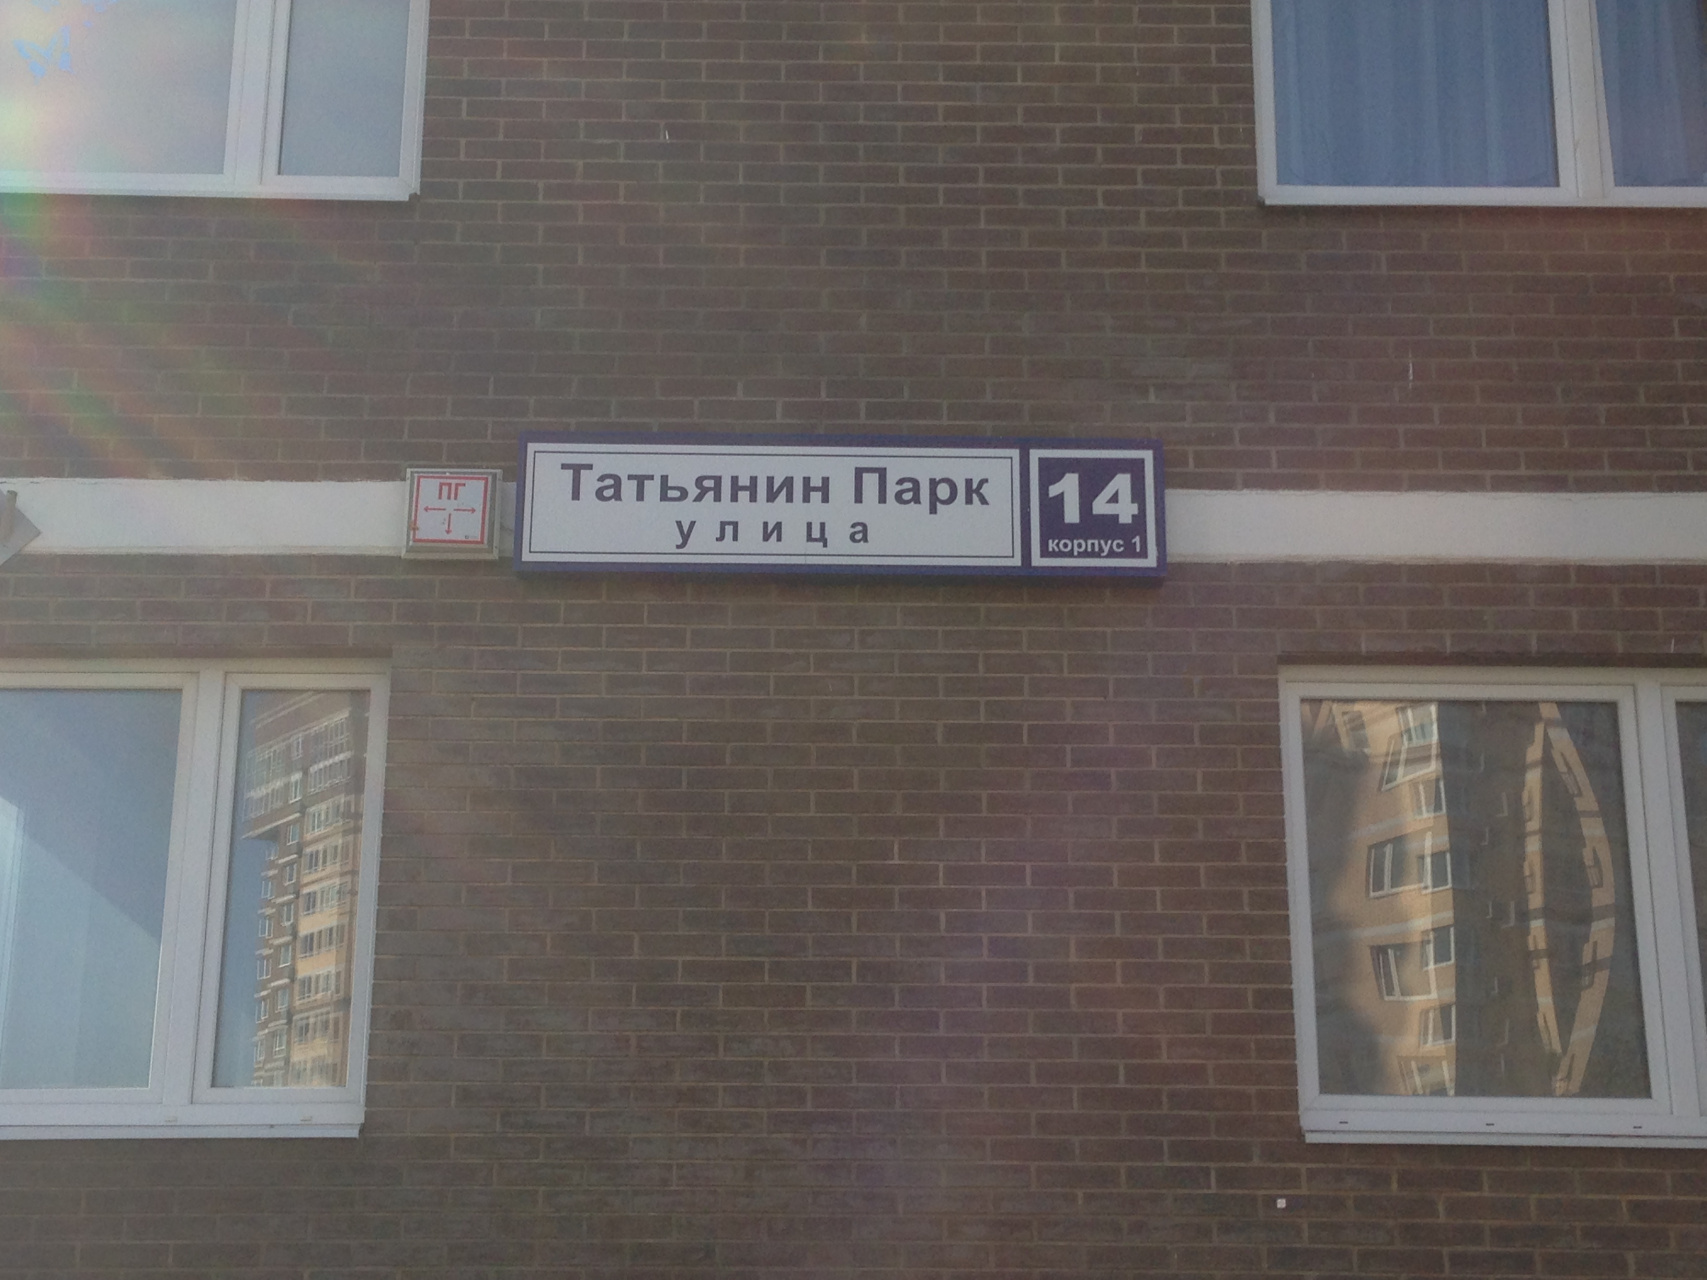 ПГ
Татьянин Парк
улица
14
корпус 1